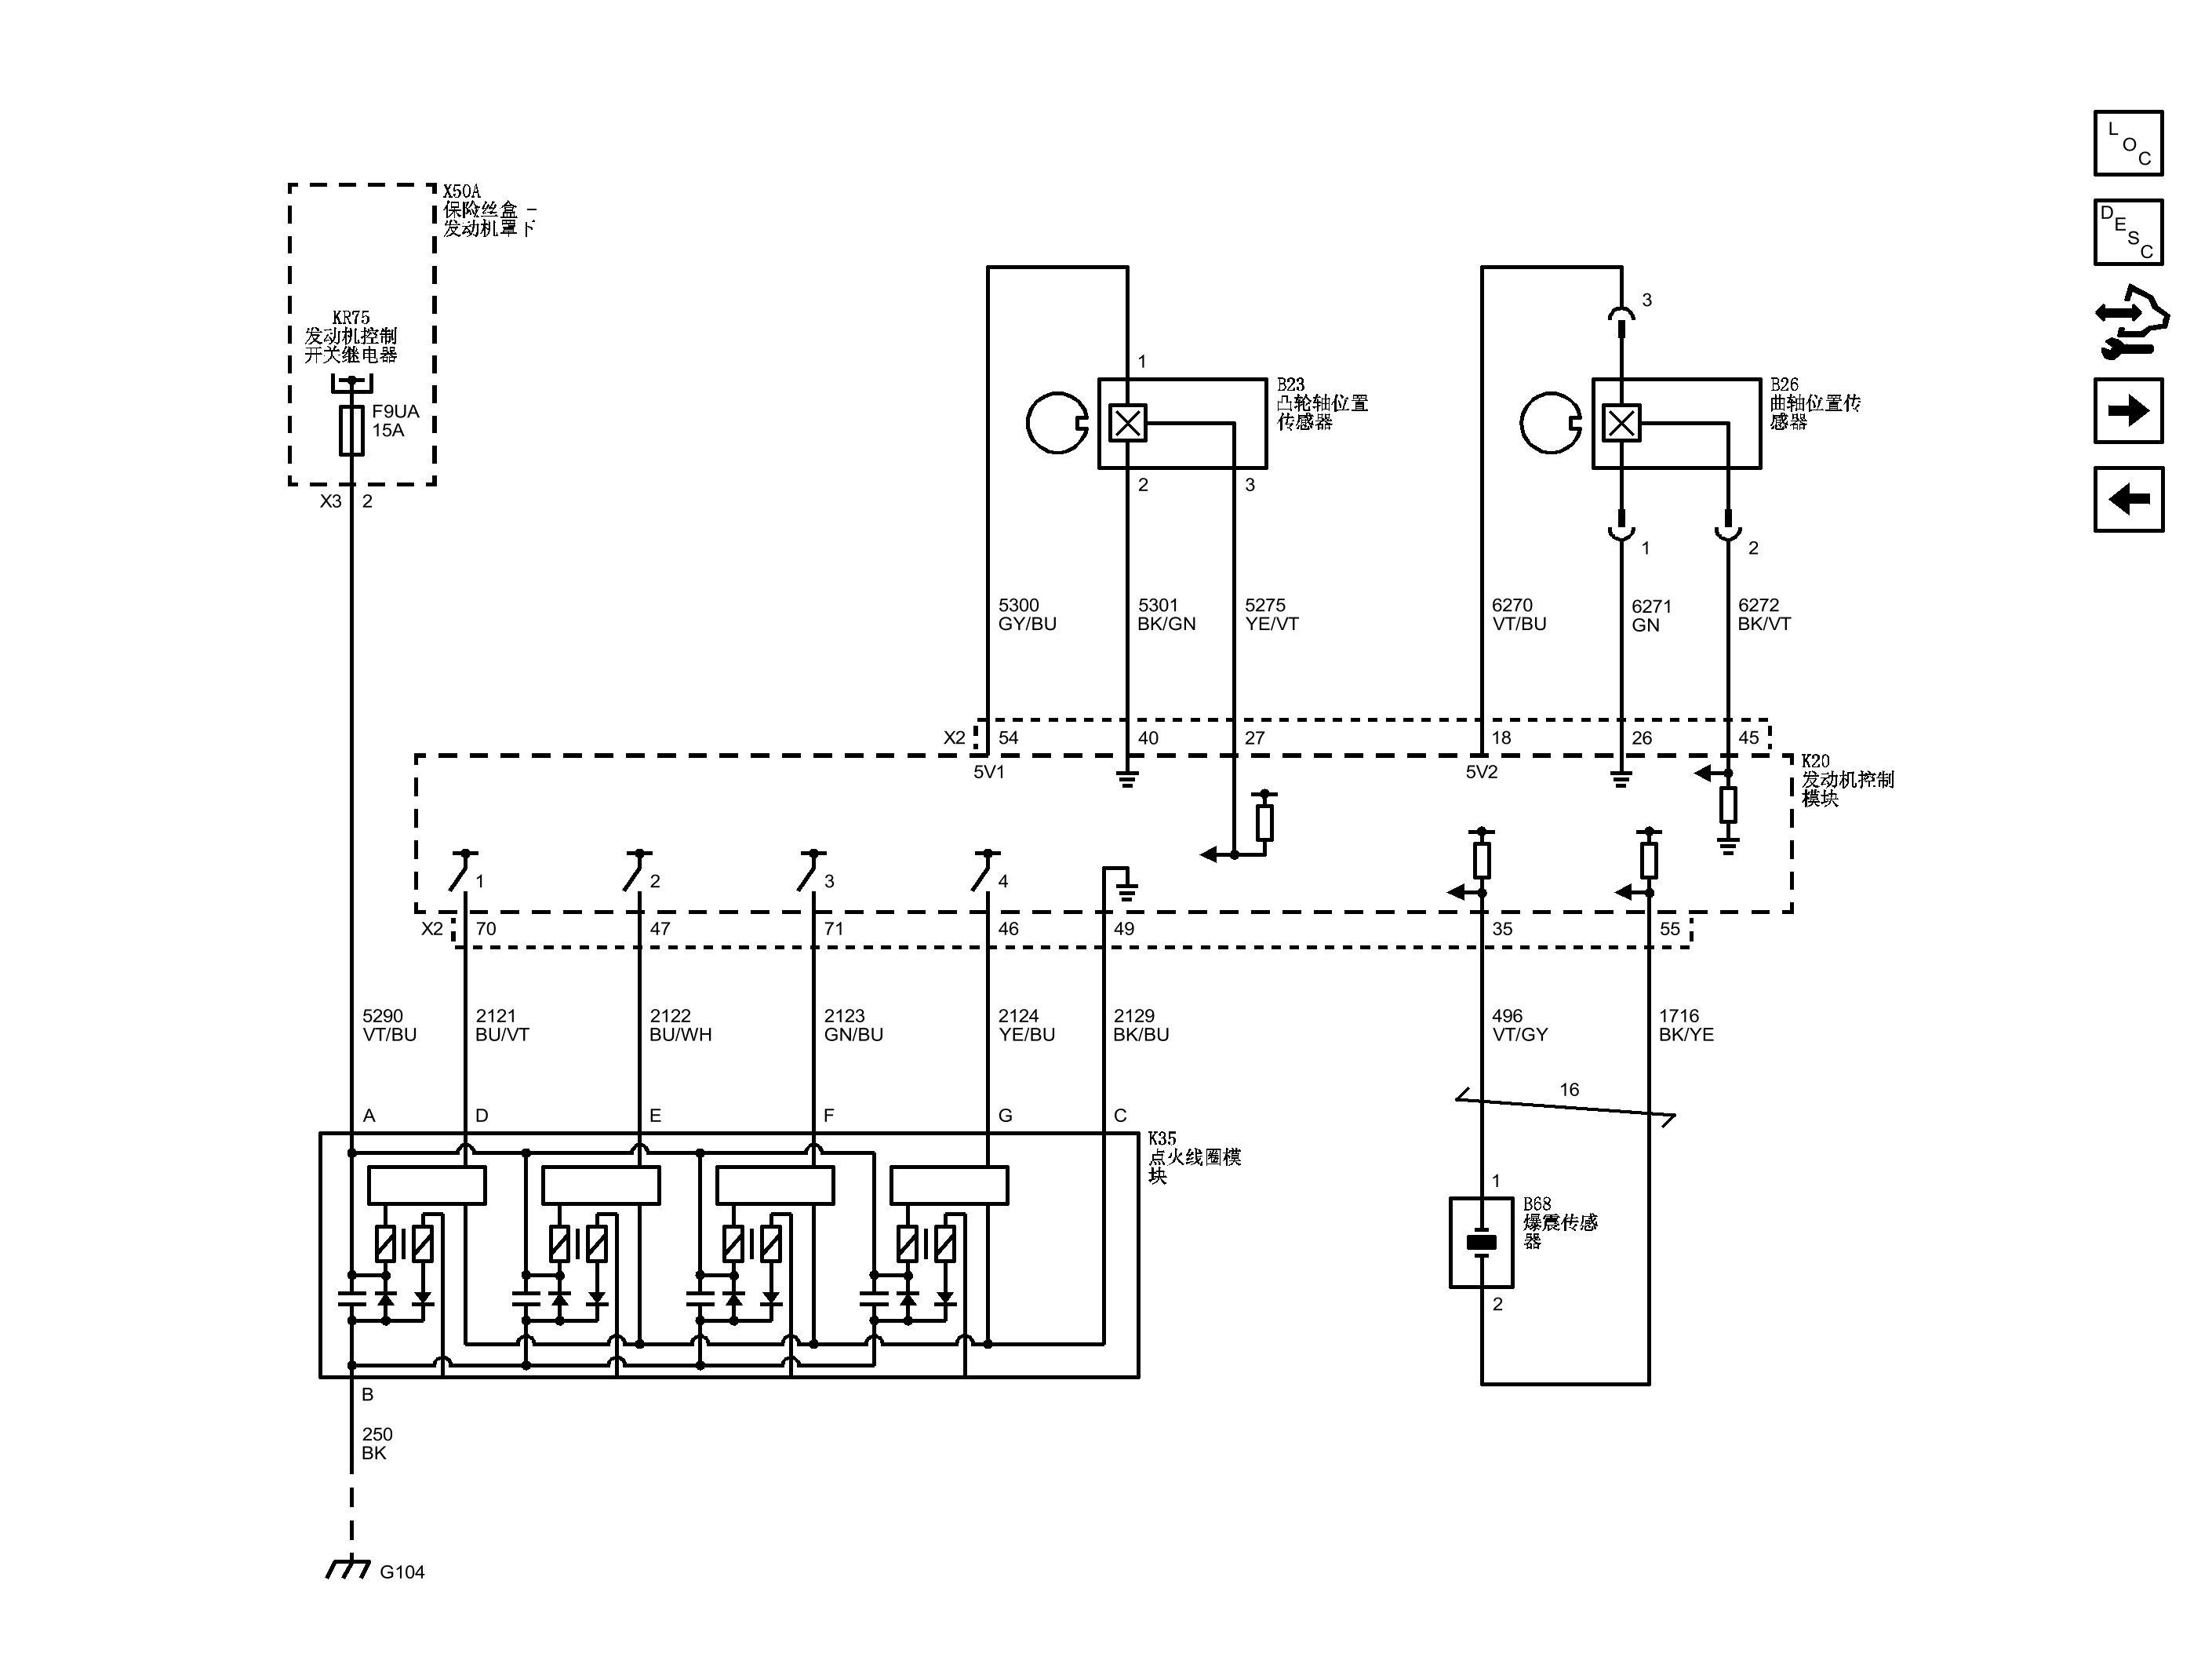 L
O
C
D
E
S
C
X50A
保险丝盒 -
发动机罩下
KR75
发动机控制
开关继电器
F9UA
15A
X3 2
3
1
B23
凸轮轴位置
传感器
B26
曲轴位置传
感器
2 3
1 2
5300
GY/BU
5301
BK/GN
5275
YE/VT
6270
VT/BU
6271
GN
6272
BK/VT
X2 54 40 27 18 26 45
5V1 5V2
K20
发动机控制
模块
1 2 3 4
X2 70 47 71 46 49 35 55
5290
VT/BU
2121
BU/VT
2122
BU/WH
2123
GN/BU
2124
YE/BU
2129
BK/BU
496
VT/GY
1716
BK/YE
16
A D E F G C
K35
点火线圈模
块
1
B68
爆震传感
器
2
B
250
BK
G104